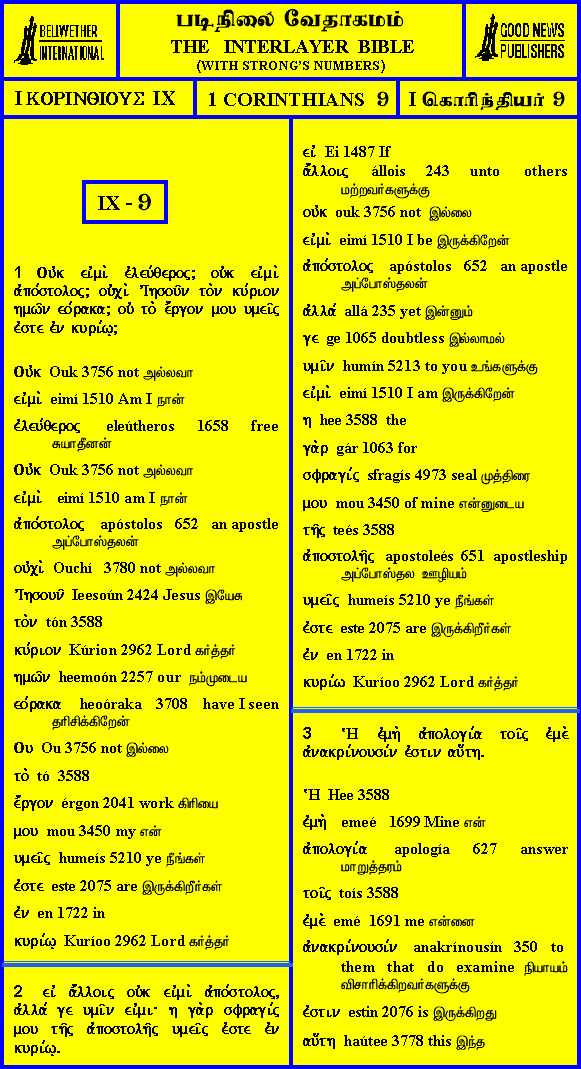 BELLWETHER
INTERNATIONAL
படிநிலை வேதாகமம்
THE INTERLAYER BIBLE
(WITH STRONG'S NUMBERS)
GOOD NEWS
PUBLISHERS
I ΚΟΡΙΝΘΙΟΥΣ IX
1 CORINTHIANS 9
I கொரிந்தியர் 9
IX - 9
1 Οὐκ εἰμὶ ἐλεύθερος; οὐκ εἰμὶ
ἀπόστολος; οὐχὶ Ἰησοῦν τὸν κύριον
ημῶν εόρακα; οὐ τὸ ἔργον μου υμεῖς
ἐστε ἐν κυρίῳ;
Οὐκ Ouk 3756 not அல்லவா
εἰμὶ eimí 1510 Am I நான்
ἐλεύθερος eleútheros 1658 free
சுயாதீனன்
Οὐκ Ouk 3756 not அல்லவா
εἰμὶ eimí 1510 am I நான்
ἀπόστολος apóstolos 652 an apostle
அப்போஸ்தலன்
οὐχὶ Ouchí 3780 not அல்லவா
Ἰησοῦν Ieesoún 2424 Jesus இயேசு
τὸν tón 3588
κύριον Kúrion 2962 Lord கர்த்தர்
ημῶν heemoón 2257 our நம்முடைய
εόρακα heoóraka 3708 have I seen
தரிசிக்கிறேன்
Ου Ou 3756 not இல்லை
τὸ tó 3588
ἔργον érgon 2041 work கிரியை
μου mou 3450 my என்
υμεῖς humeís 5210 ye நீங்கள்
ἐστε este 2075 are இருக்கிறீர்கள்
ἐν en 1722 in
κυρίῳ Kuríoo 2962 Lord கர்த்தர்
2 εἰ ἄλλοις οὐκ εἰμὶ ἀπόστολος,
ἀλλά γε υμῖν εἰμι· η γὰρ σφραγίς
μου τῆς ἀποστολῆς υμεῖς ἐστε ἐν
κυρίῳ.
εἰ Ei 1487 If
ἄλλοις állois 243 unto others
மற்றவர்களுக்கு
οὐκ ouk 3756 not இல்லை
εἰμὶ eimí 1510 I be இருக்கிறேன்
ἀπόστολος apóstolos 652 an apostle
அப்போஸ்தலன்
ἀλλά allá 235 yet இன்னும்
γε ge 1065 doubtless இல்லாமல்
υμῖν humín 5213 to you உங்களுக்கு
εἰμὶ eimí 1510 I am இருக்கிறேன்
η hee 3588 the
γὰρ gár 1063 for
σφραγίς sfragís 4973 seal முத்திரை
μου mou 3450 of mine என்னுடைய
τῆς teés 3588
ἀποστολῆς apostoleés 651 apostleship
அப்போஸ்தல ஊழியம்
υμεῖς humeís 5210 ye நீங்கள்
ἐστε este 2075 are இருக்கிறீர்கள்
ἐν en 1722 in
κυρίω Kuríoo 2962 Lord கர்த்தர்
3 Ἡ ἐμὴ ἀπολογία τοῖς ἐμὲ
ἀνακρίνουσίν ἐστιν αὕτη.
Ἡ Hee 3588
ἐμὴ emeé 1699 Mine என்
ἀπολογία apología 627 answer
மாறுத்தரம்
τοῖς toís 3588
ἐμὲ emé 1691 me என்னை
ἀνακρίνουσίν anakrínousín 350 to
them that do examine நியாயம்
விசாரிக்கிறவர்களுக்கு
ἐστιν estin 2076 is இருக்கிறது
αὕτη haútee 3778 this இந்த